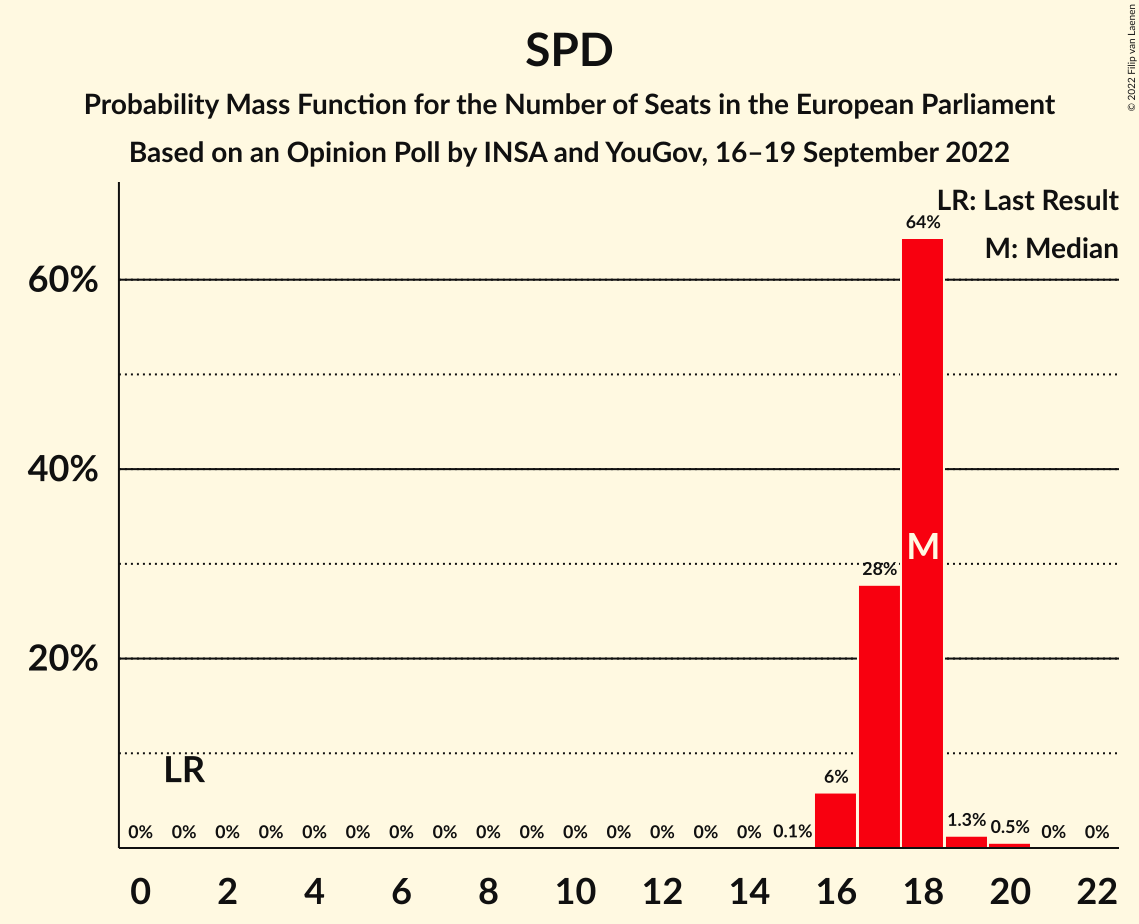 SPD
Probability Mass Function for the Number of Seats in the European Parliament
Based on an Opinion Poll by INSA and YouGov, 16–19 September 2022
© 2022 Filip van Laenen
LR: Last Result
M: Median
64%
60%
40%
M
28%
20%
LR
6%
0% 0% 0% 0% 0% 0% 0% 0% 0% 0% 0% 0% 0% 0% 0% 0.1% 1.3% 0.5% 0% 0%
0 2 4 6 8 10 12 14 16 18 20 22